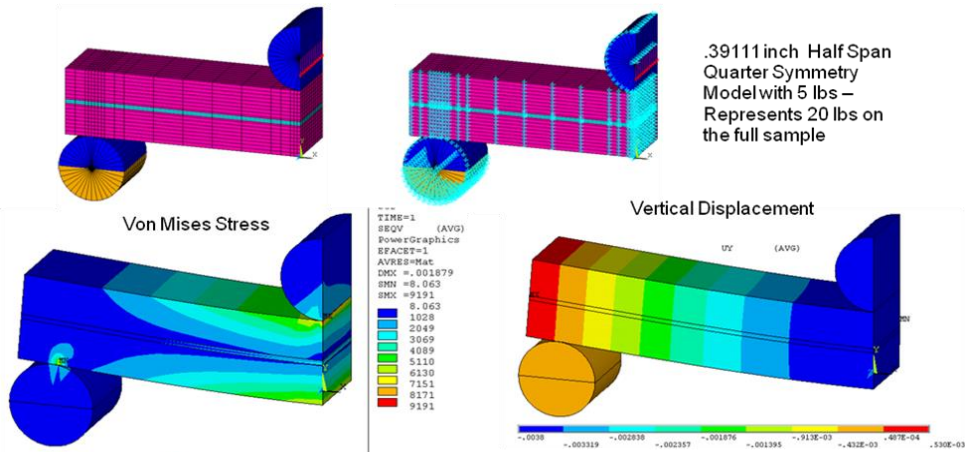 .39111 inch Half Span
Quarter Symmetry
Model with 5 lbs –
Represents 20 lbs on
the full sample
Von Mises Stress
TIME=1
SEQV (AVG)
PowerGraphics
EFACET=1
AVRES=Mat
DMX =.001879
SMN =8.063
SMX =9191
8.063
1028
2049
3069
4089
5110
6130
7151
8171
9191
Vertical Displacement
UY (AVG)
MX
MN
Y
X
-.0038 -.002838 -.001876 -.913E-03 .487E-04
-.003319 -.002357 -.001395 -.432E-03 .530E-03